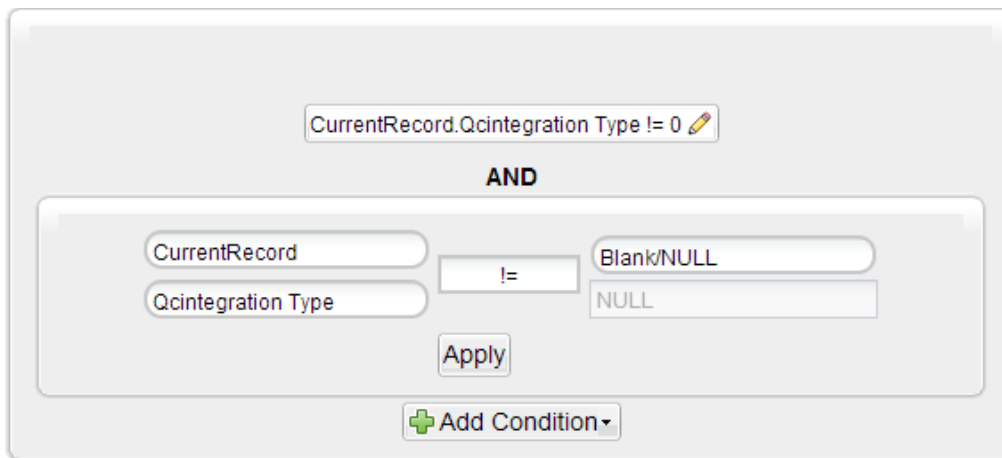 CurrentRecord.Qcintegration Type != 0
AND
CurrentRecord
!=
Blank/NULL
Qcintegration Type
NULL
Apply
Add Condition